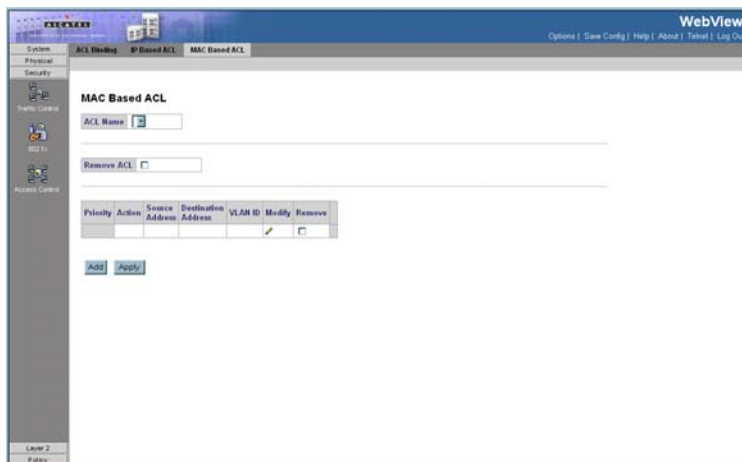 ALCATEL
WebView
Options | Save Config | Help | About | Telnet | Log Ou
System
Physical
Security
Traffic Control
802.1x
Access Control
Layer 2
Policy
ACL Binding IP Based ACL MAC Based ACL
MAC Based ACL
ACL Name
Remove ACL
Priority Action Source Address Destination Address VLAN ID Modify Remove
Add Apply